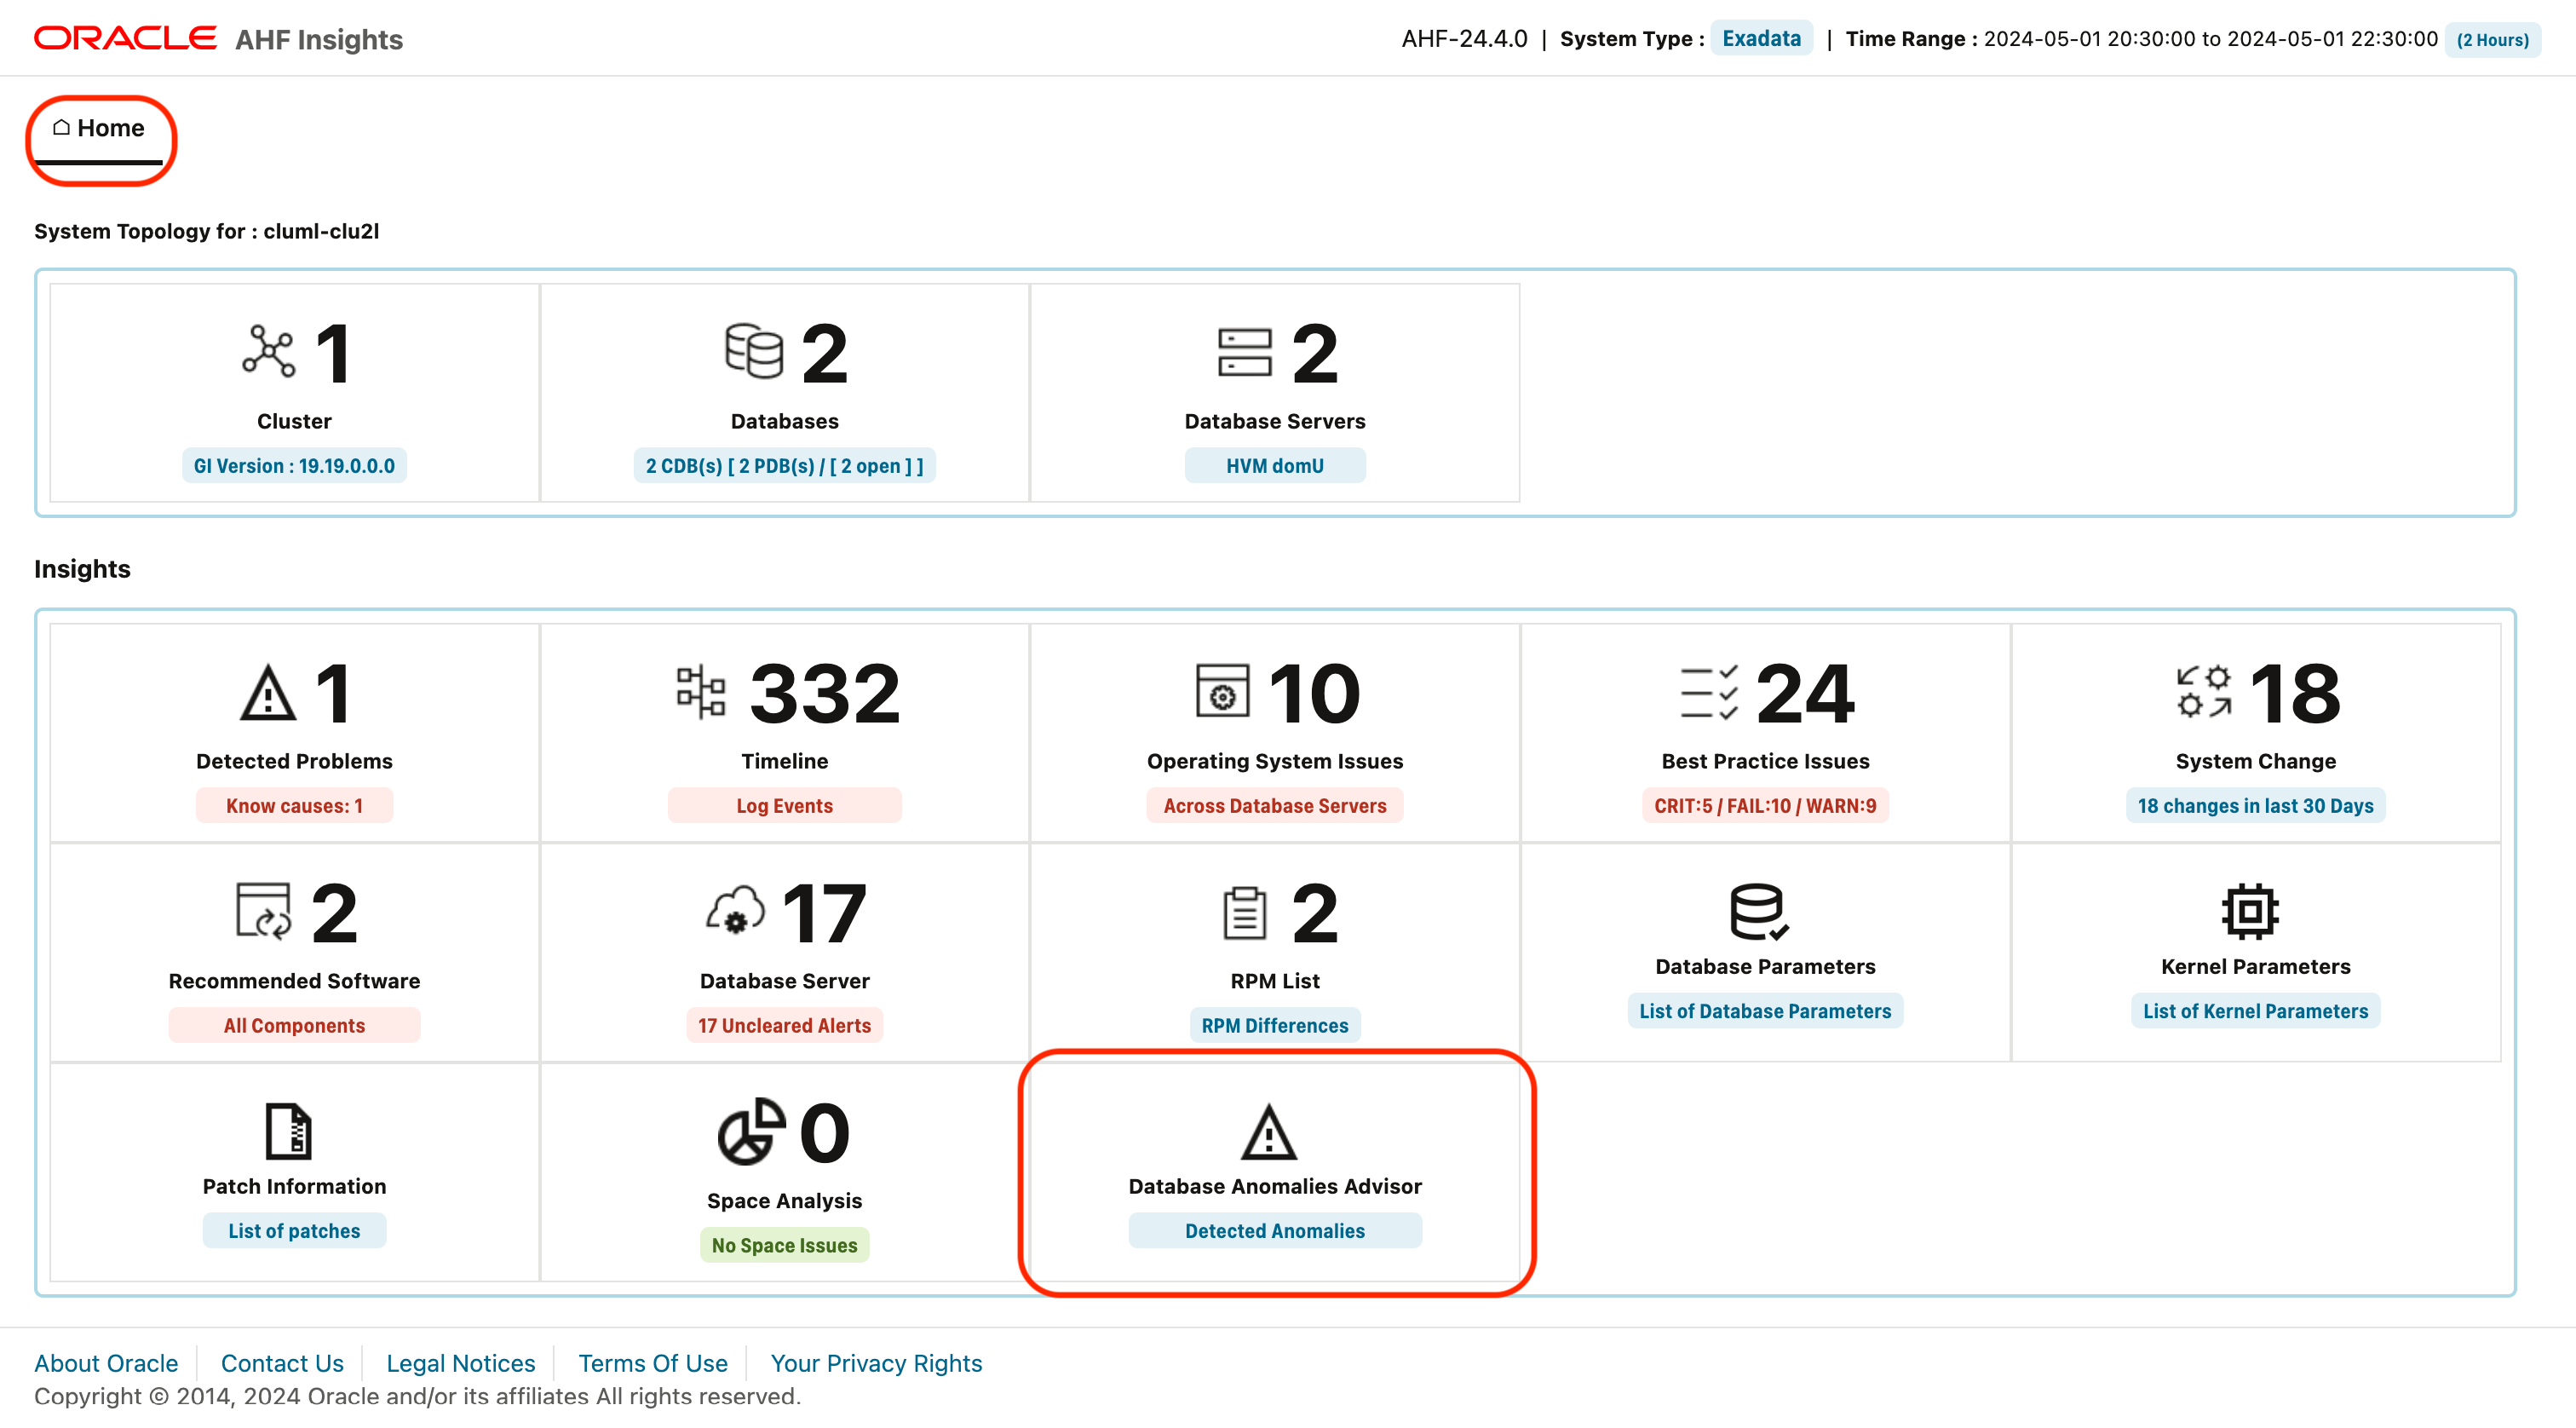 ORACLE AHF Insights
AHF-24.4.0 | System Type : Exadata | Time Range : 2024-05-01 20:30:00 to 2024-05-01 22:30:00 (2 Hours)
Home
System Topology for : cluml-clu2l
1
Cluster
GI Version : 19.19.0.0.0
2
Databases
2 CDB(s) [ 2 PDB(s) / [ 2 open ] ]
2
Database Servers
HVM domU
Insights
1
Detected Problems
Know causes: 1
332
Timeline
Log Events
10
Operating System Issues
Across Database Servers
24
Best Practice Issues
CRIT:5 / FAIL:10 / WARN:9
18
System Change
18 changes in last 30 Days
2
Recommended Software
All Components
17
Database Server
17 Uncleared Alerts
2
RPM List
RPM Differences
Database Parameters
List of Database Parameters
Kernel Parameters
List of Kernel Parameters
Patch Information
List of patches
0
Space Analysis
No Space Issues
Database Anomalies Advisor
Detected Anomalies
About Oracle | Contact Us | Legal Notices | Terms Of Use | Your Privacy Rights
Copyright © 2014, 2024 Oracle and/or its affiliates All rights reserved.